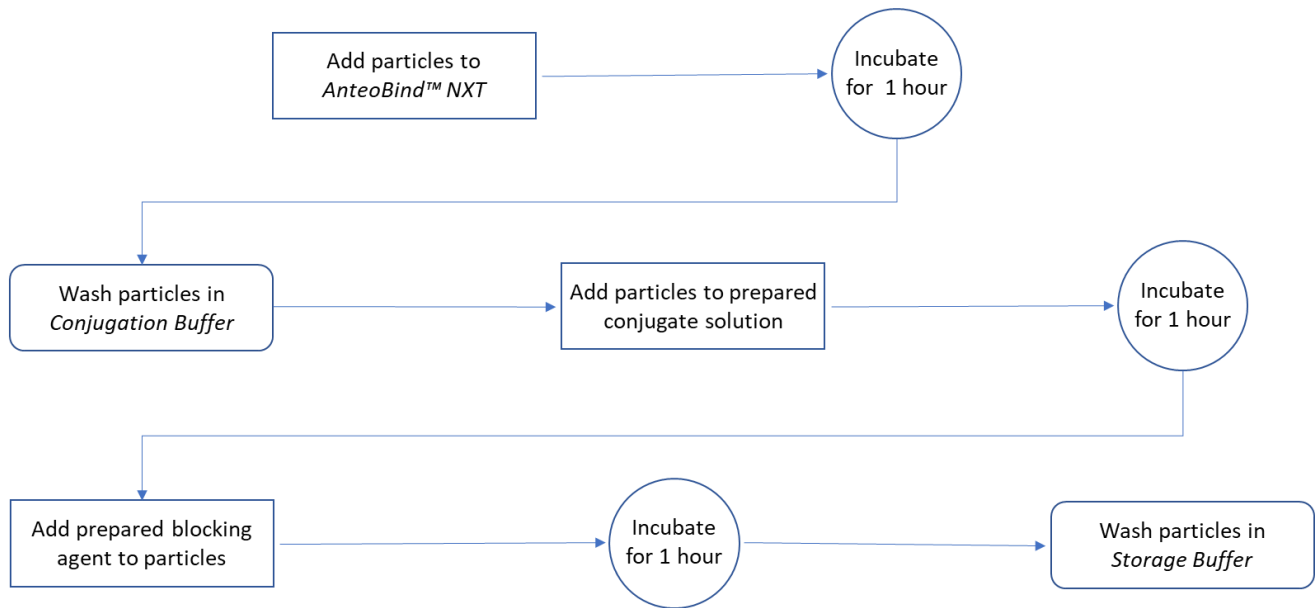 Add particles to
AnteoBind™ NXT
Incubate
for 1 hour
Wash particles in
Conjugation Buffer
Add particles to prepared
conjugate solution
Incubate
for 1 hour
Add prepared blocking
agent to particles
Incubate
for 1 hour
Wash particles in
Storage Buffer